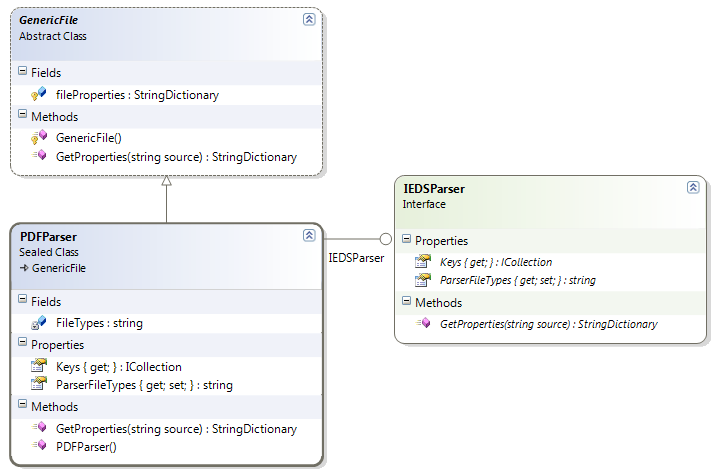 GenericFile
Abstract Class
Fields
fileProperties : StringDictionary
Methods
GenericFile()
GetProperties(string source) : StringDictionary
PDFParser
Sealed Class
GenericFile
Fields
FileTypes : string
Properties
Keys { get; } : ICollection
ParserFileTypes { get; set; } : string
Methods
GetProperties(string source) : StringDictionary
PDFParser()
IEDSParser
IEDSParser
Interface
Properties
Keys { get; } : ICollection
ParserFileTypes { get; set; } : string
Methods
GetProperties(string source) : StringDictionary